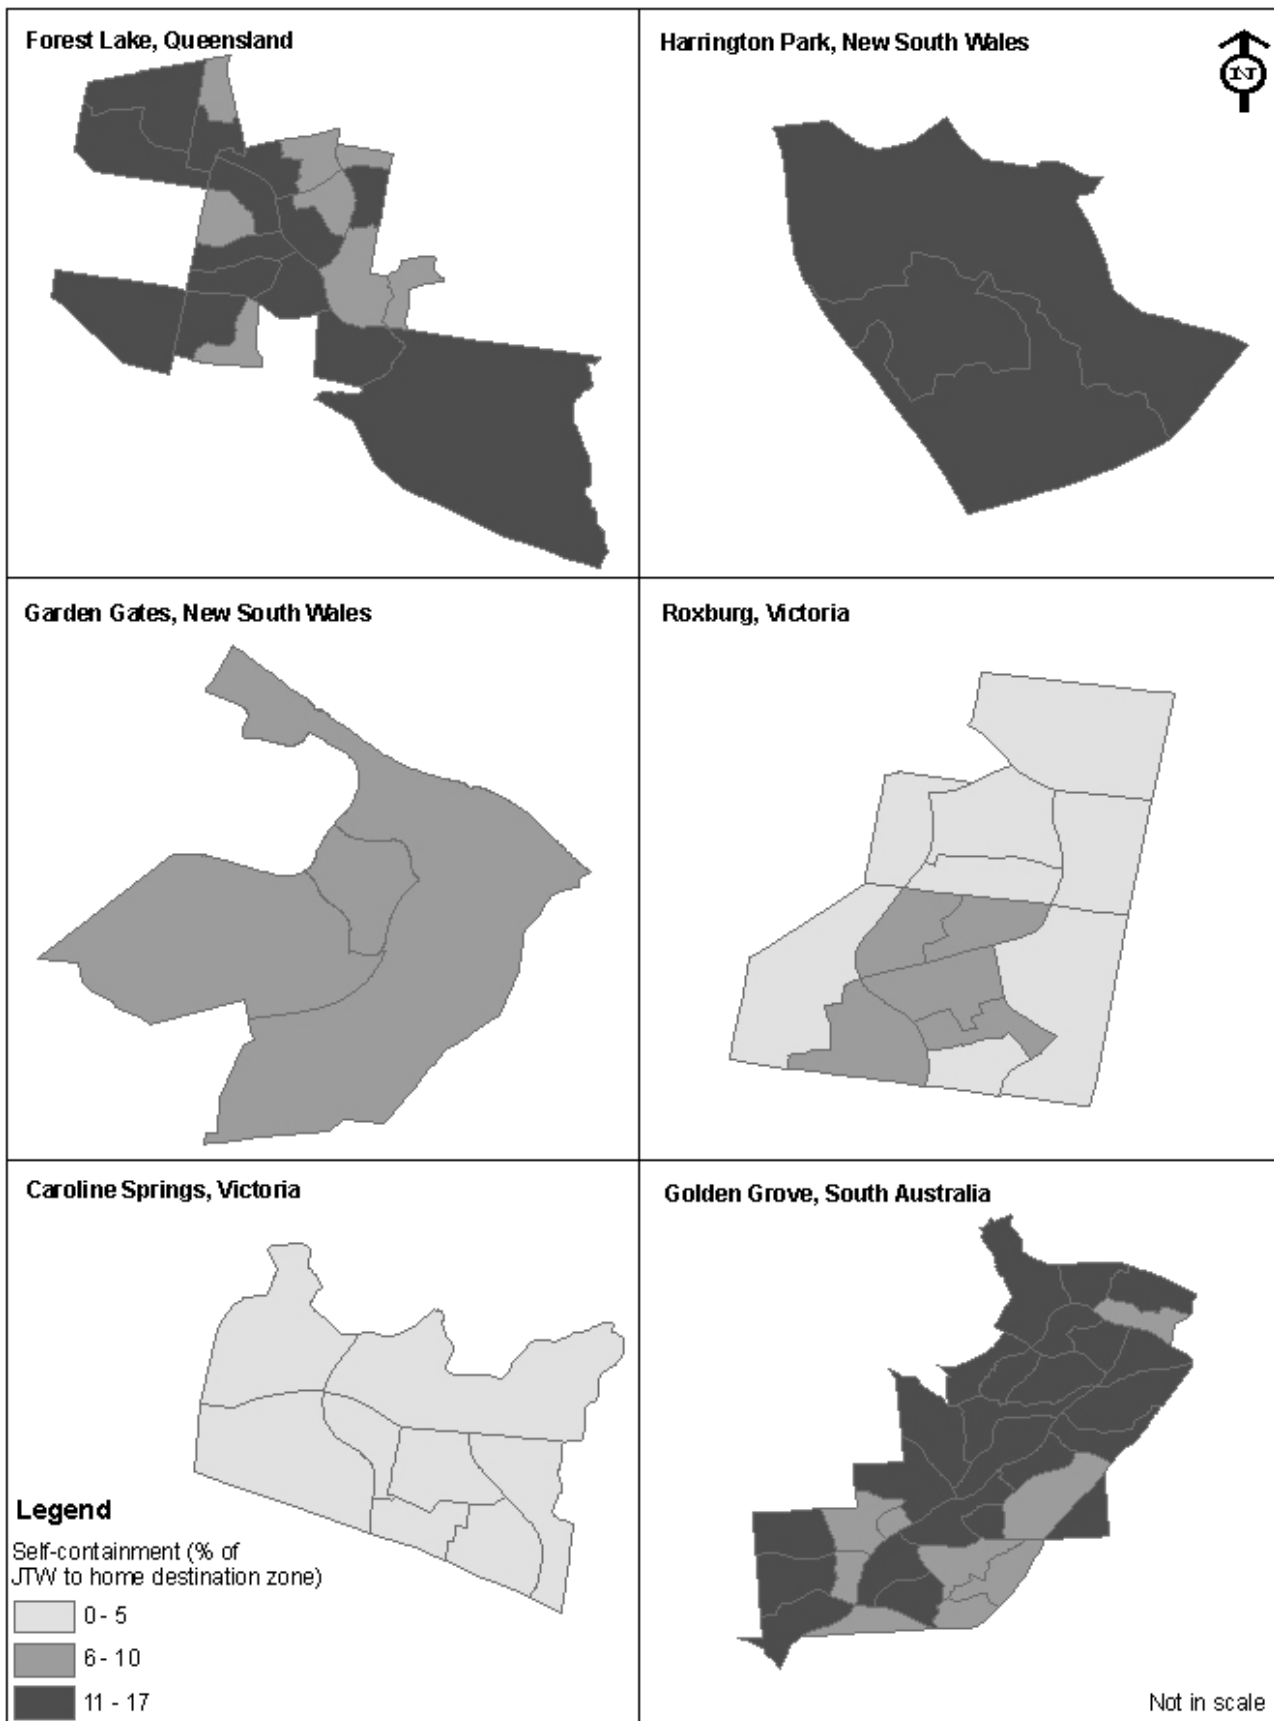 Forest Lake, Queensland
Harrington Park, New South Wales
N
Garden Gates, New South Wales
Roxburg, Victoria
Caroline Springs, Victoria
Golden Grove, South Australia
Legend
Self-containment (% of
JTW to home destination zone)
0 - 5
6 - 10
11 - 17
Not in scale